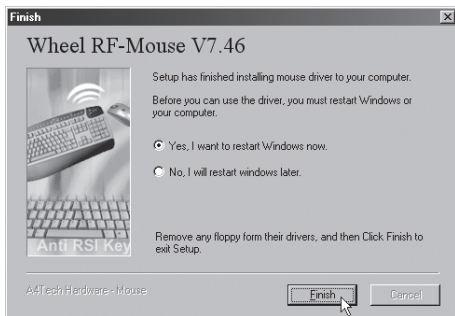 Finish
Wheel RF-Mouse V7.46
Setup has finished installing mouse driver to your computer.
Before you can use the driver, you must restart Windows or
your computer.
Yes, I want to restart Windows now.
No, I will restart windows later.
Anti RSI Key
Remove any floppy form their drivers, and then Click Finish to
exit Setup.
A4Tech Hardware - Mouse
Finish
Cancel